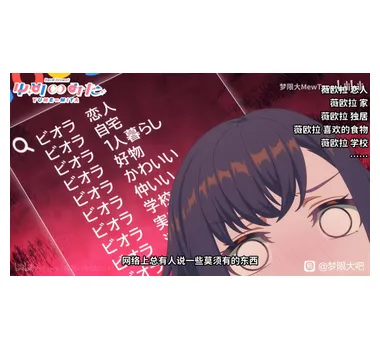 YUME∞MITA
梦限大MewT
ビオラ 恋人
ビオラ 自宅
ビオラ 1人暮らし
ビオラ 好物
ビオラ かわいい
ビオラ 仲いい
ビオラ 学校
ビオラ 実
ビオラ
薇欧拉 恋人
薇欧拉 家
薇欧拉 独居
薇欧拉 喜欢的食物
薇欧拉 学校
……
网络上总有人说一些莫须有的东西
@梦限大吧